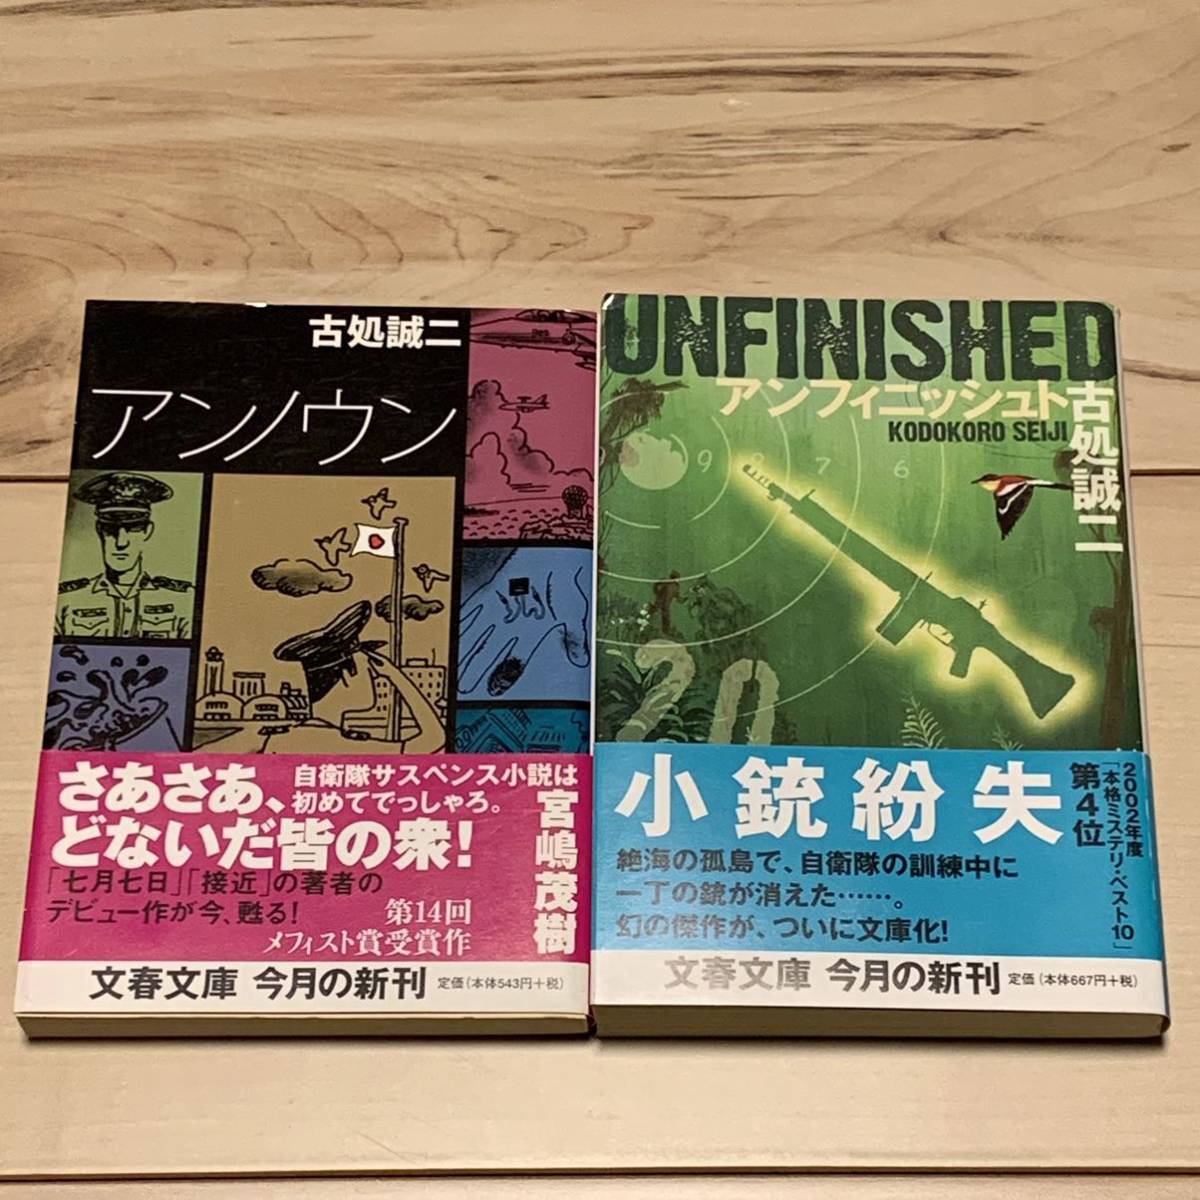 古処誠二
アンノウン
さあさあ、
どないだ皆の衆!
自衛隊サスペンス小説は
初めてでっしゃろ。
宮嶋茂樹
「七月七日」「接近」の著者の
デビュー作が今、甦る!
第14回
メフィスト賞受賞作
文春文庫 今月の新刊 定価(本体543円+税)
UNFINISHED
アンフィニッシュト
KODOKORO SEIJI
古処誠二
9 8 7 6
20
小銃紛失
絶海の孤島で、自衛隊の訓練中に
一丁の銃が消えた……。
幻の傑作が、ついに文庫化!
2002年度
「本格ミステリ・ベスト10」
第4位
文春文庫 今月の新刊 定価(本体667円+税)